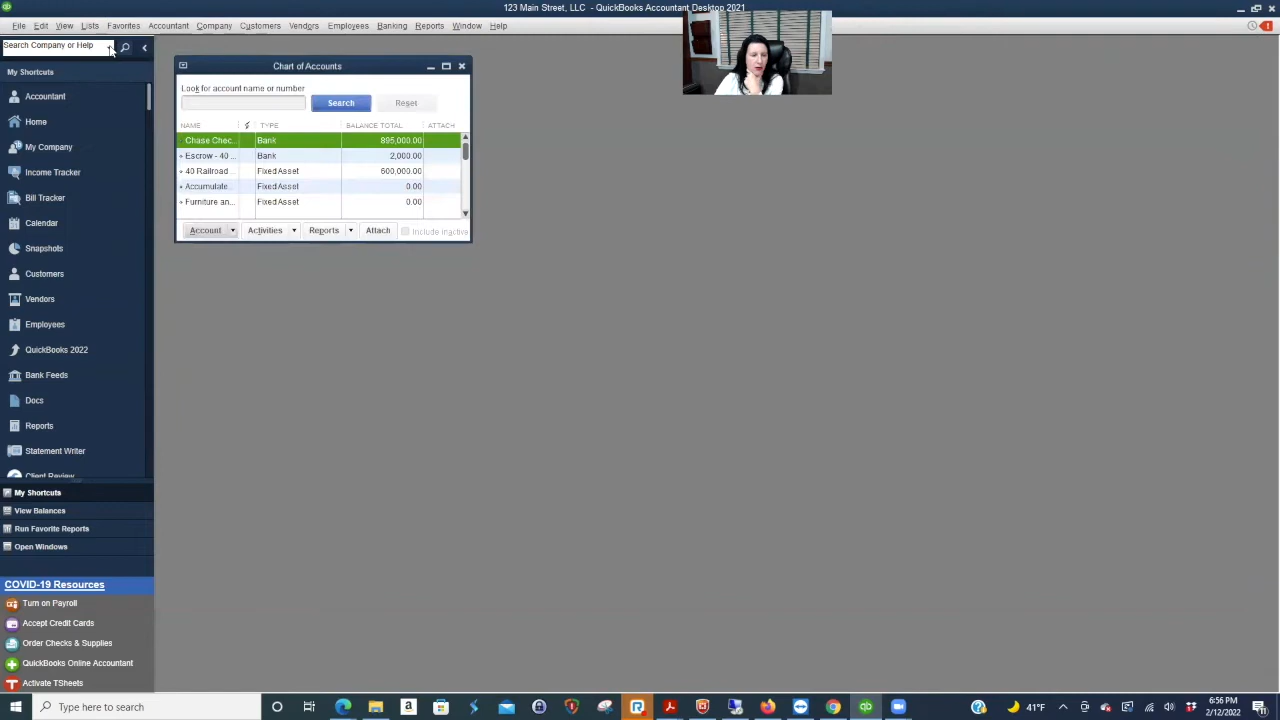 123 Main Street, LLC - QuickBooks Accountant Desktop 2021
File Edit View Lists Favorites Accountant Company Customers Vendors Employees Banking Reports Window Help
Search Company or Help
My Shortcuts
Accountant
Home
My Company
Income Tracker
Bill Tracker
Calendar
Snapshots
Customers
Vendors
Employees
QuickBooks 2022
Bank Feeds
Docs
Reports
Statement Writer
Client Review
My Shortcuts
View Balances
Run Favorite Reports
Open Windows
COVID-19 Resources
Turn on Payroll
Accept Credit Cards
Order Checks & Supplies
QuickBooks Online Accountant
Activate TSheets
Chart of Accounts
Look for account name or number
Search Reset
NAME TYPE BALANCE TOTAL ATTACH
Chase Chec... Bank 895,000.00
Escrow - 40 ... Bank 2,000.00
40 Railroad ... Fixed Asset 600,000.00
Accumulate... Fixed Asset 0.00
Furniture an... Fixed Asset 0.00
Account Activities Reports Attach Include inactive
Type here to search
41°F
6:56 PM
2/12/2022